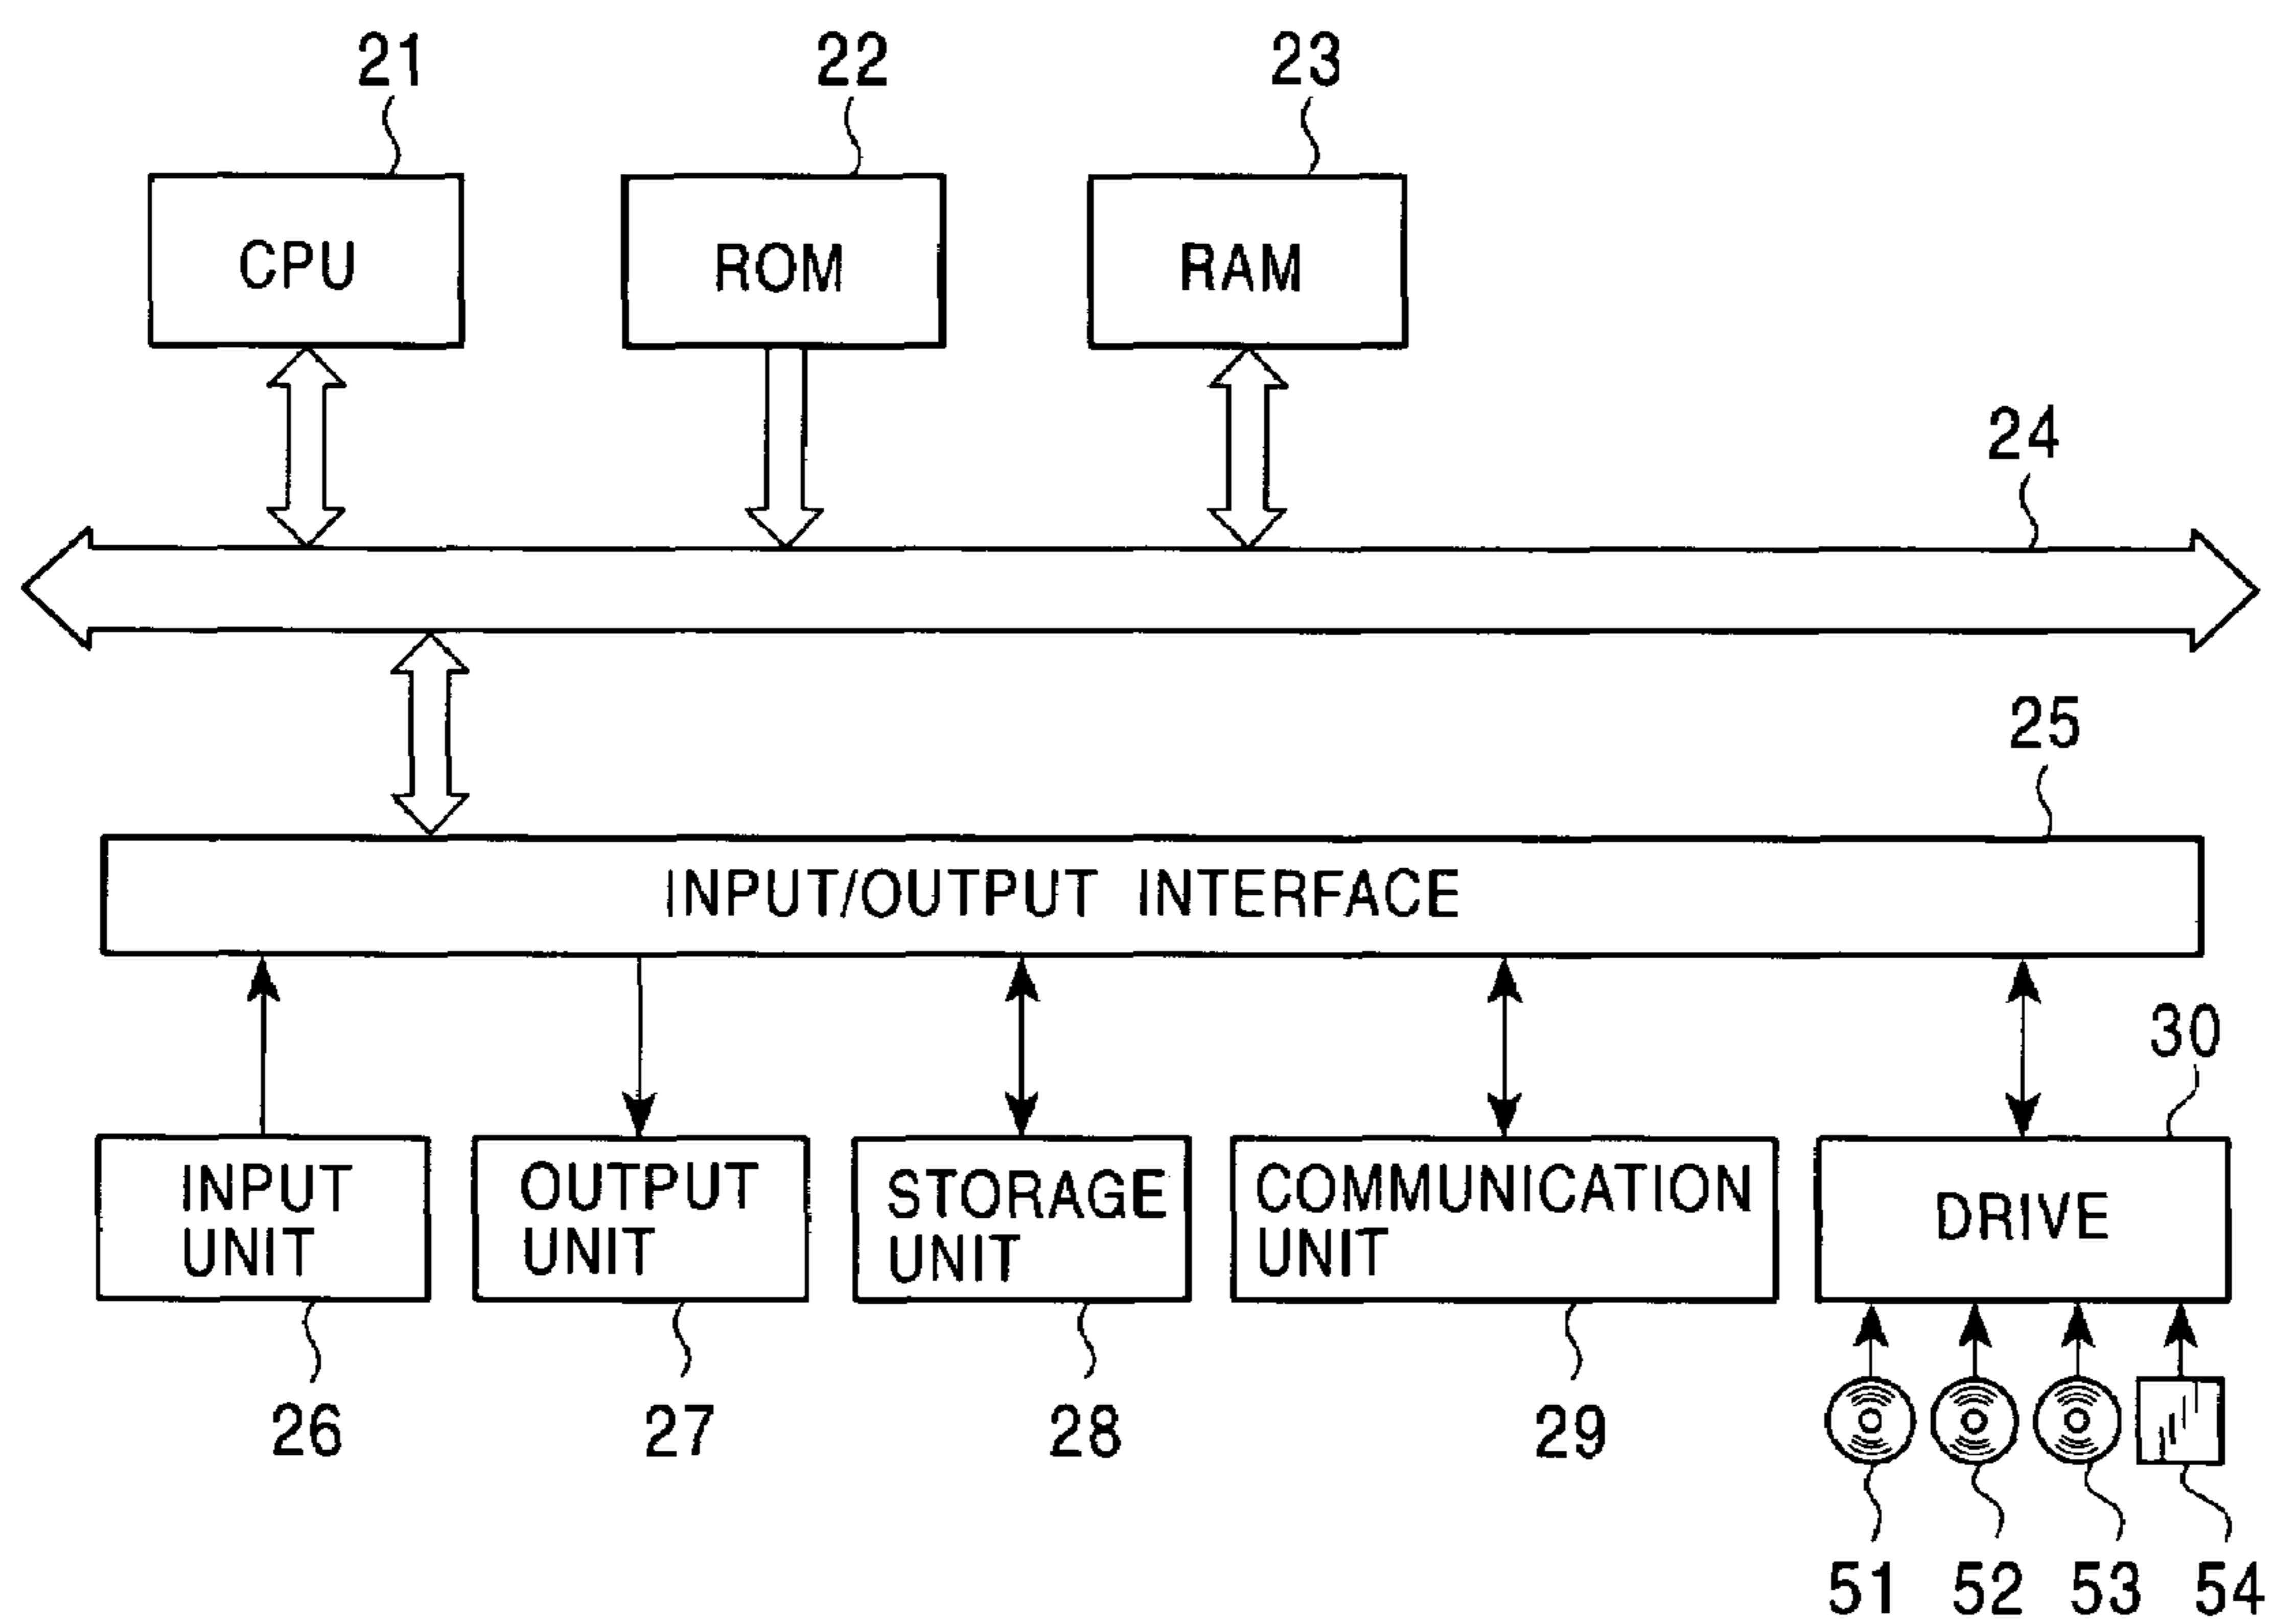 21
22
23
CPU
ROM
RAM
24
25
INPUT/OUTPUT INTERFACE
30
INPUT
UNIT
OUTPUT
UNIT
STORAGE
UNIT
COMMUNICATION
UNIT
DRIVE
26
27
28
29
51
52
53
54